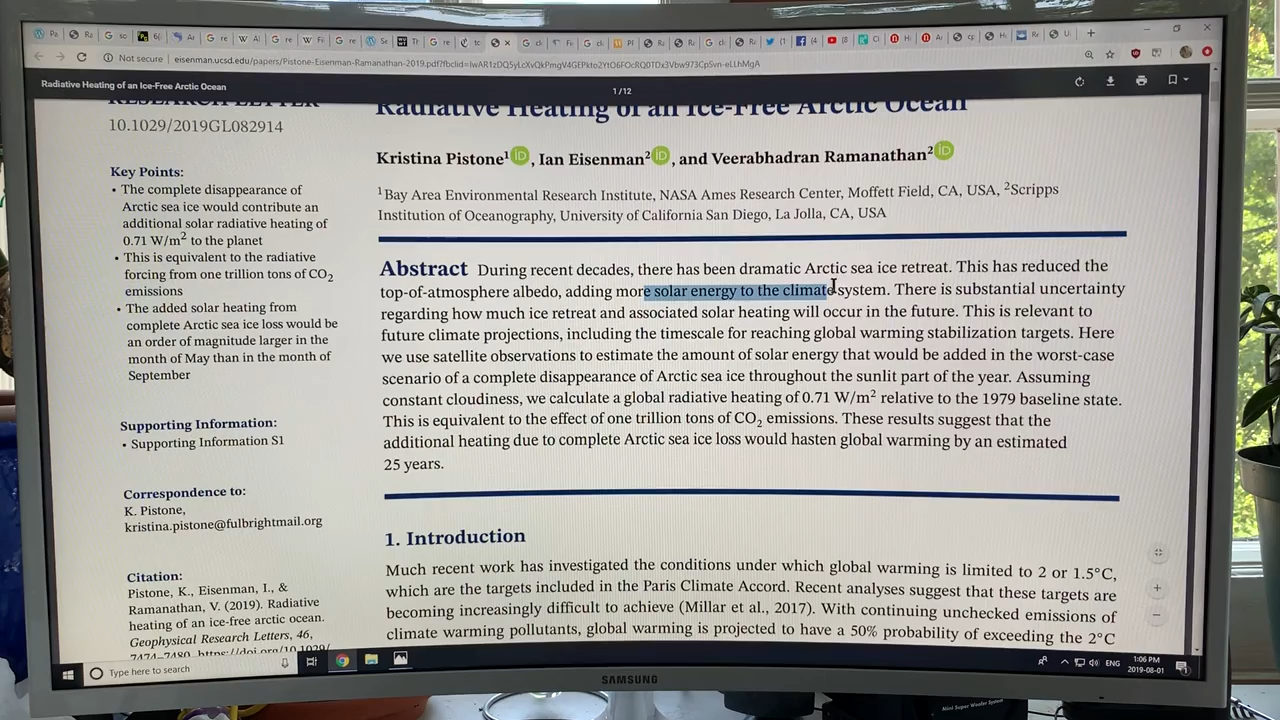 Not secure | eisenman.ucsd.edu/papers/Pistone-Eisenman-Ramanathan-2019.pdf?fbclid=
Radiative Heating of an Ice-Free Arctic Ocean
1 / 12
RESEARCH LETTER
10.1029/2019GL082914
Key Points:
• The complete disappearance of
Arctic sea ice would contribute an
additional solar radiative heating of
0.71 W/m² to the planet
• This is equivalent to the radiative
forcing from one trillion tons of CO₂
emissions
• The added solar heating from
complete Arctic sea ice loss would be
an order of magnitude larger in the
month of May than in the month of
September
Supporting Information:
• Supporting Information S1
Correspondence to:
K. Pistone,
kristina.pistone@fulbrightmail.org
Citation:
Pistone, K., Eisenman, I., &
Ramanathan, V. (2019). Radiative
heating of an ice-free arctic ocean.
Geophysical Research Letters, 46,
7474–7480. https://doi.org/10.1029/
Radiative Heating of an Ice-Free Arctic Ocean
Kristina Pistone¹ iD, Ian Eisenman² iD, and Veerabhadran Ramanathan² iD
¹Bay Area Environmental Research Institute, NASA Ames Research Center, Moffett Field, CA, USA, ²Scripps
Institution of Oceanography, University of California San Diego, La Jolla, CA, USA
Abstract During recent decades, there has been dramatic Arctic sea ice retreat. This has reduced the
top-of-atmosphere albedo, adding more solar energy to the climate system. There is substantial uncertainty
regarding how much ice retreat and associated solar heating will occur in the future. This is relevant to
future climate projections, including the timescale for reaching global warming stabilization targets. Here
we use satellite observations to estimate the amount of solar energy that would be added in the worst-case
scenario of a complete disappearance of Arctic sea ice throughout the sunlit part of the year. Assuming
constant cloudiness, we calculate a global radiative heating of 0.71 W/m² relative to the 1979 baseline state.
This is equivalent to the effect of one trillion tons of CO₂ emissions. These results suggest that the
additional heating due to complete Arctic sea ice loss would hasten global warming by an estimated
25 years.
1. Introduction
Much recent work has investigated the conditions under which global warming is limited to 2 or 1.5°C,
which are the targets included in the Paris Climate Accord. Recent analyses suggest that these targets are
becoming increasingly difficult to achieve (Millar et al., 2017). With continuing unchecked emissions of
climate warming pollutants, global warming is projected to have a 50% probability of exceeding the 2°C
Type here to search
ENG
1:06 PM
2019-08-01
SAMSUNG
Mini Super Woofer System